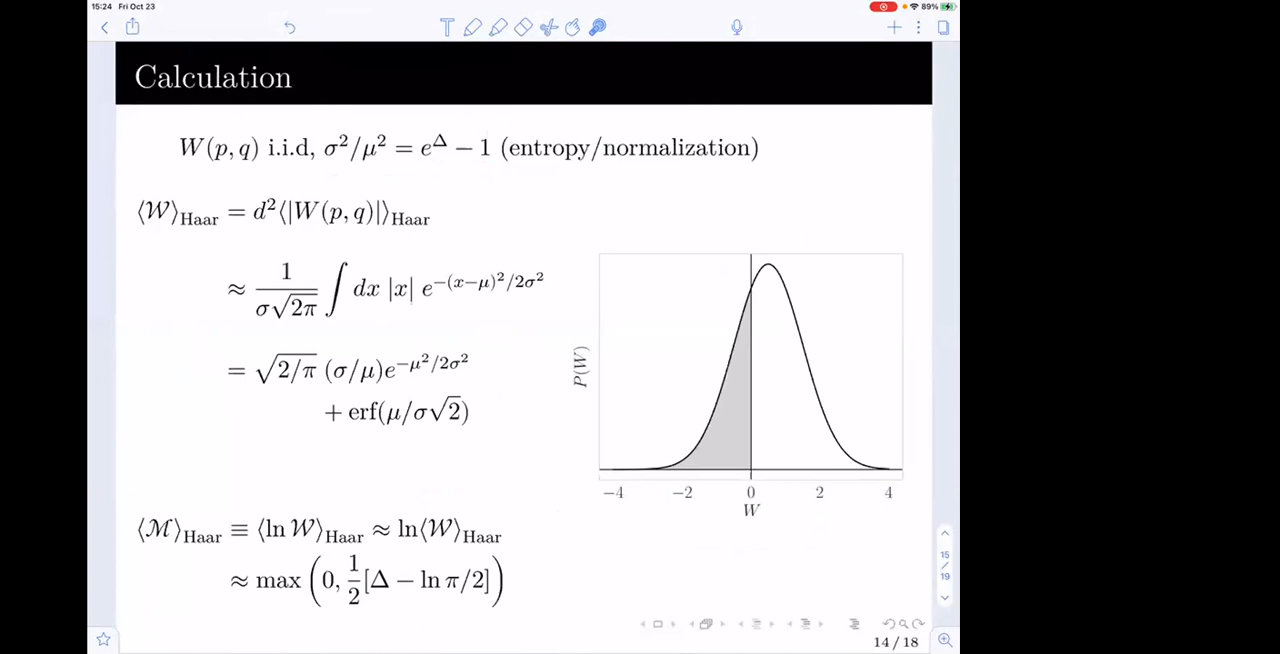 15:24 Fri Oct 23
89%
Calculation
W(p, q) i.i.d, σ²/μ² = e^Δ − 1 (entropy/normalization)
⟨𝒲⟩_Haar = d²⟨|W(p, q)|⟩_Haar
≈ 1/(σ√2π) ∫ dx |x| e^{−(x−μ)²/2σ²}
= √2/π (σ/μ)e^{−μ²/2σ²}
+ erf(μ/σ√2)
P(W)
−4 −2 0 2 4
W
⟨ℳ⟩_Haar ≡ ⟨ln 𝒲⟩_Haar ≈ ln⟨𝒲⟩_Haar
≈ max (0, 1/2 [Δ − ln π/2])
15
/
19
14 / 18